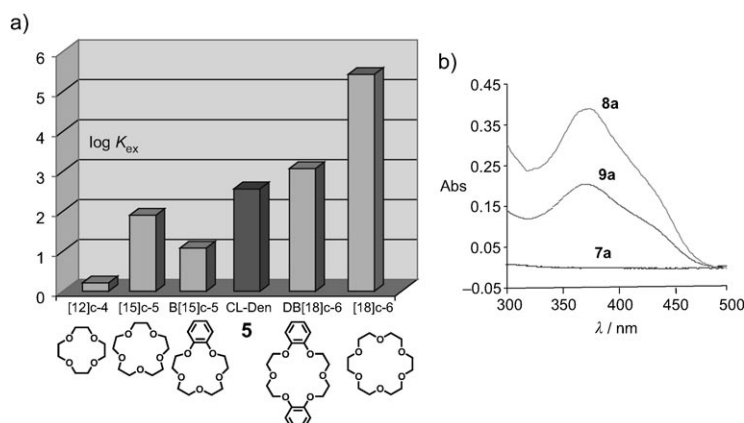 a)
6
5
4
3
2
1
0
log Kex
[12]c-4 [15]c-5 B[15]c-5 CL-Den DB[18]c-6 [18]c-6
5
O O O O
O O O O O
O O O O O
O O O O O O
O O O O O O
b)
0.45
0.35
0.25
0.15
0.05
–0.05
Abs
8a
9a
7a
300 350 400 450 500
λ / nm